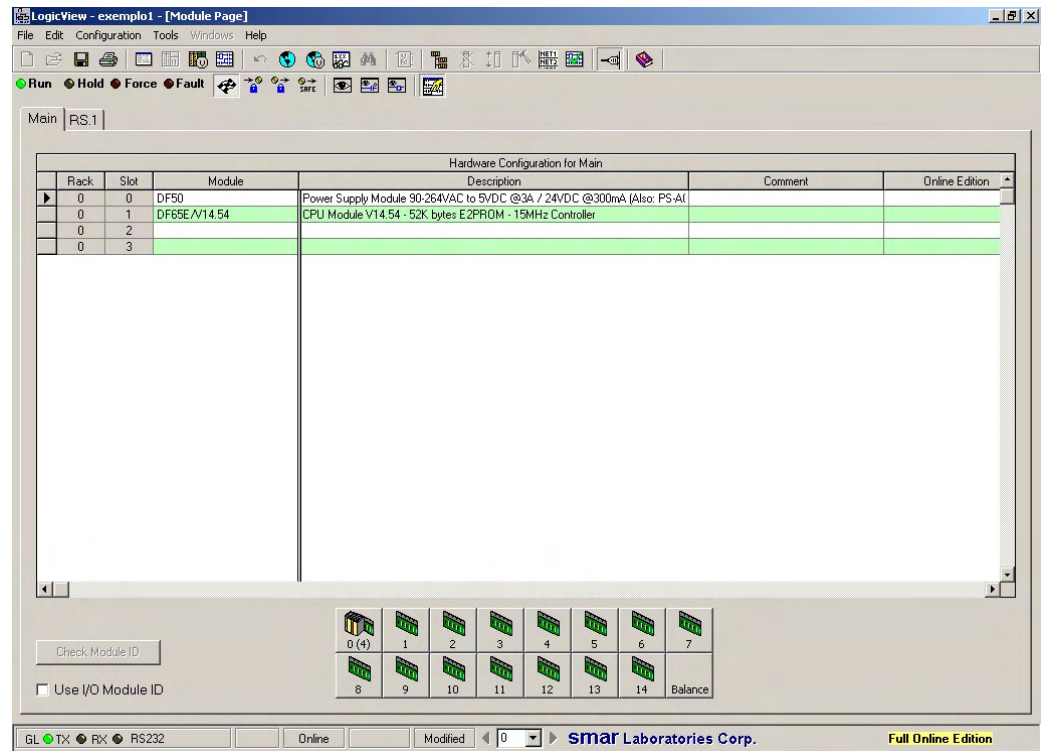 LogicView - exemplo1 - [Module Page]
File Edit Configuration Tools Windows Help
NET1
NET2
Run Hold Force Fault SAFE
Main RS.1
Hardware Configuration for Main
Rack Slot Module Description Comment Online Edition
0 0 DF50 Power Supply Module 90-264VAC to 5VDC @3A / 24VDC @300mA (Also: PS-A(
0 1 DF65E/V14.54 CPU Module V14.54 - 52K bytes E2PROM - 15MHz Controller
0 2
0 3
0 (4) 1 2 3 4 5 6 7
Check Module ID
8 9 10 11 12 13 14 Balance
Use I/O Module ID
GL TX RX RS232 Online Modified 0 smar Laboratories Corp. Full Online Edition